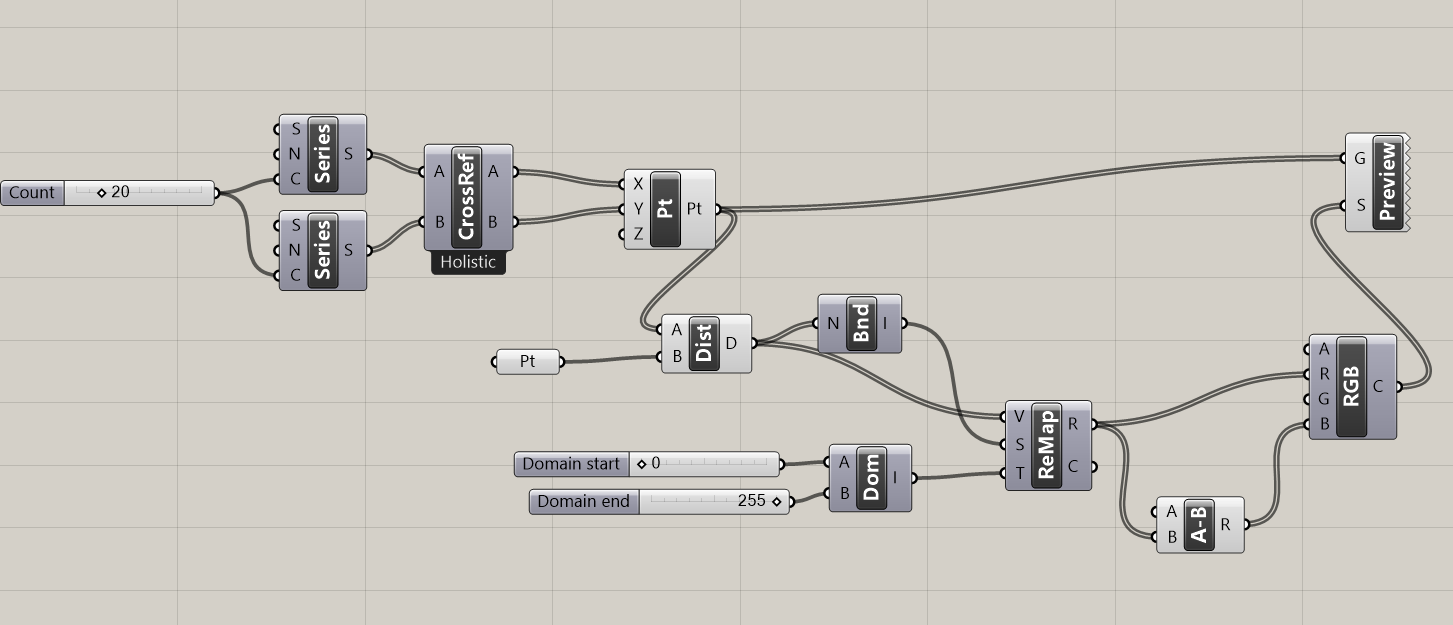 Count 20
S
N
C
Series
S
S
N
C
Series
S
A
B
CrossRef
A
B
Holistic
X
Y
Z
Pt
Pt
G
S
Preview
Pt
A
B
Dist
D
N
Bnd
I
Domain start 0
Domain end 255
A
B
Dom
I
V
S
T
ReMap
R
C
A
B
A-B
R
A
R
G
B
RGB
C